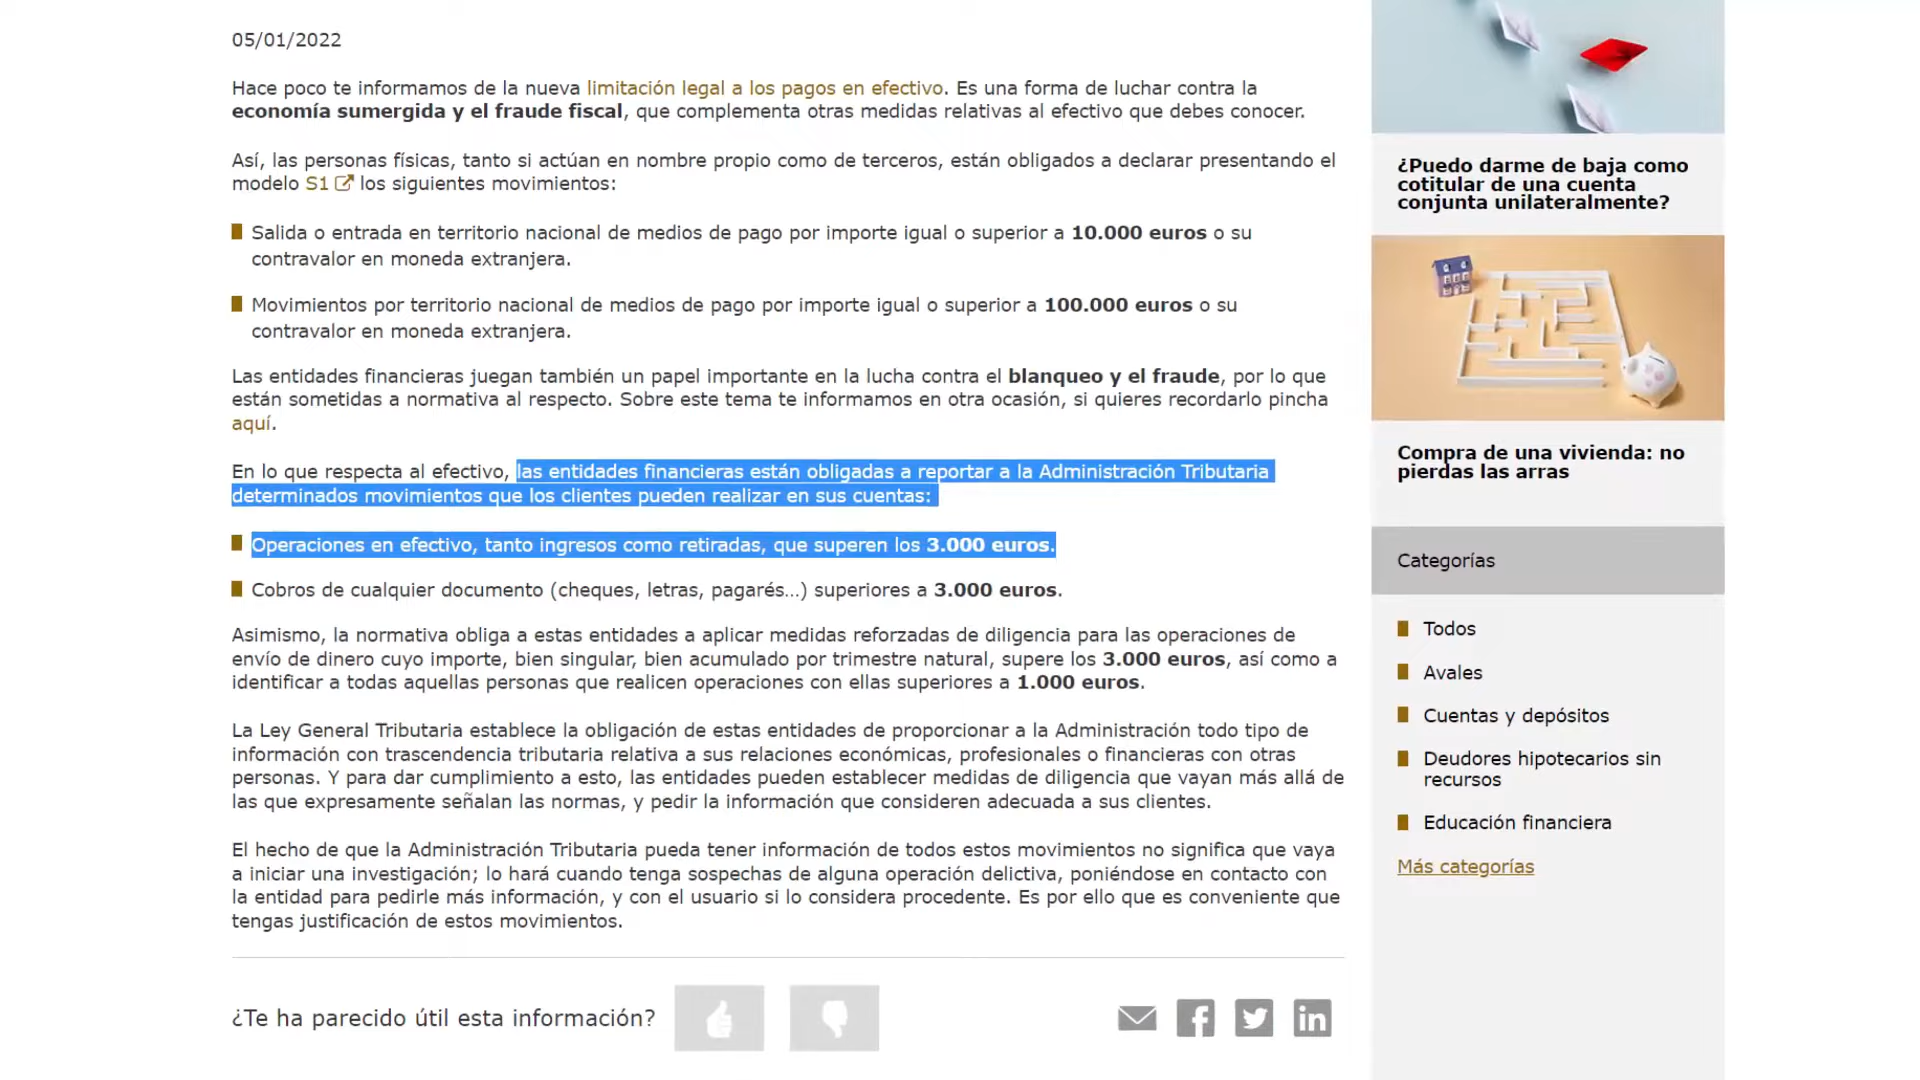 05/01/2022
Hace poco te informamos de la nueva limitación legal a los pagos en efectivo. Es una forma de luchar contra la
economía sumergida y el fraude fiscal, que complementa otras medidas relativas al efectivo que debes conocer.
Así, las personas físicas, tanto si actúan en nombre propio como de terceros, están obligados a declarar presentando el
modelo S1 los siguientes movimientos:
Salida o entrada en territorio nacional de medios de pago por importe igual o superior a 10.000 euros o su
contravalor en moneda extranjera.
Movimientos por territorio nacional de medios de pago por importe igual o superior a 100.000 euros o su
contravalor en moneda extranjera.
Las entidades financieras juegan también un papel importante en la lucha contra el blanqueo y el fraude, por lo que
están sometidas a normativa al respecto. Sobre este tema te informamos en otra ocasión, si quieres recordarlo pincha
aquí.
En lo que respecta al efectivo, las entidades financieras están obligadas a reportar a la Administración Tributaria
determinados movimientos que los clientes pueden realizar en sus cuentas:
Operaciones en efectivo, tanto ingresos como retiradas, que superen los 3.000 euros.
Cobros de cualquier documento (cheques, letras, pagarés…) superiores a 3.000 euros.
Asimismo, la normativa obliga a estas entidades a aplicar medidas reforzadas de diligencia para las operaciones de
envío de dinero cuyo importe, bien singular, bien acumulado por trimestre natural, supere los 3.000 euros, así como a
identificar a todas aquellas personas que realicen operaciones con ellas superiores a 1.000 euros.
La Ley General Tributaria establece la obligación de estas entidades de proporcionar a la Administración todo tipo de
información con trascendencia tributaria relativa a sus relaciones económicas, profesionales o financieras con otras
personas. Y para dar cumplimiento a esto, las entidades pueden establecer medidas de diligencia que vayan más allá de
las que expresamente señalan las normas, y pedir la información que consideren adecuada a sus clientes.
El hecho de que la Administración Tributaria pueda tener información de todos estos movimientos no significa que vaya
a iniciar una investigación; lo hará cuando tenga sospechas de alguna operación delictiva, poniéndose en contacto con
la entidad para pedirle más información, y con el usuario si lo considera procedente. Es por ello que es conveniente que
tengas justificación de estos movimientos.
¿Te ha parecido útil esta información?
¿Puedo darme de baja como
cotitular de una cuenta
conjunta unilateralmente?
Compra de una vivienda: no
pierdas las arras
Categorías
Todos
Avales
Cuentas y depósitos
Deudores hipotecarios sin
recursos
Educación financiera
Más categorías